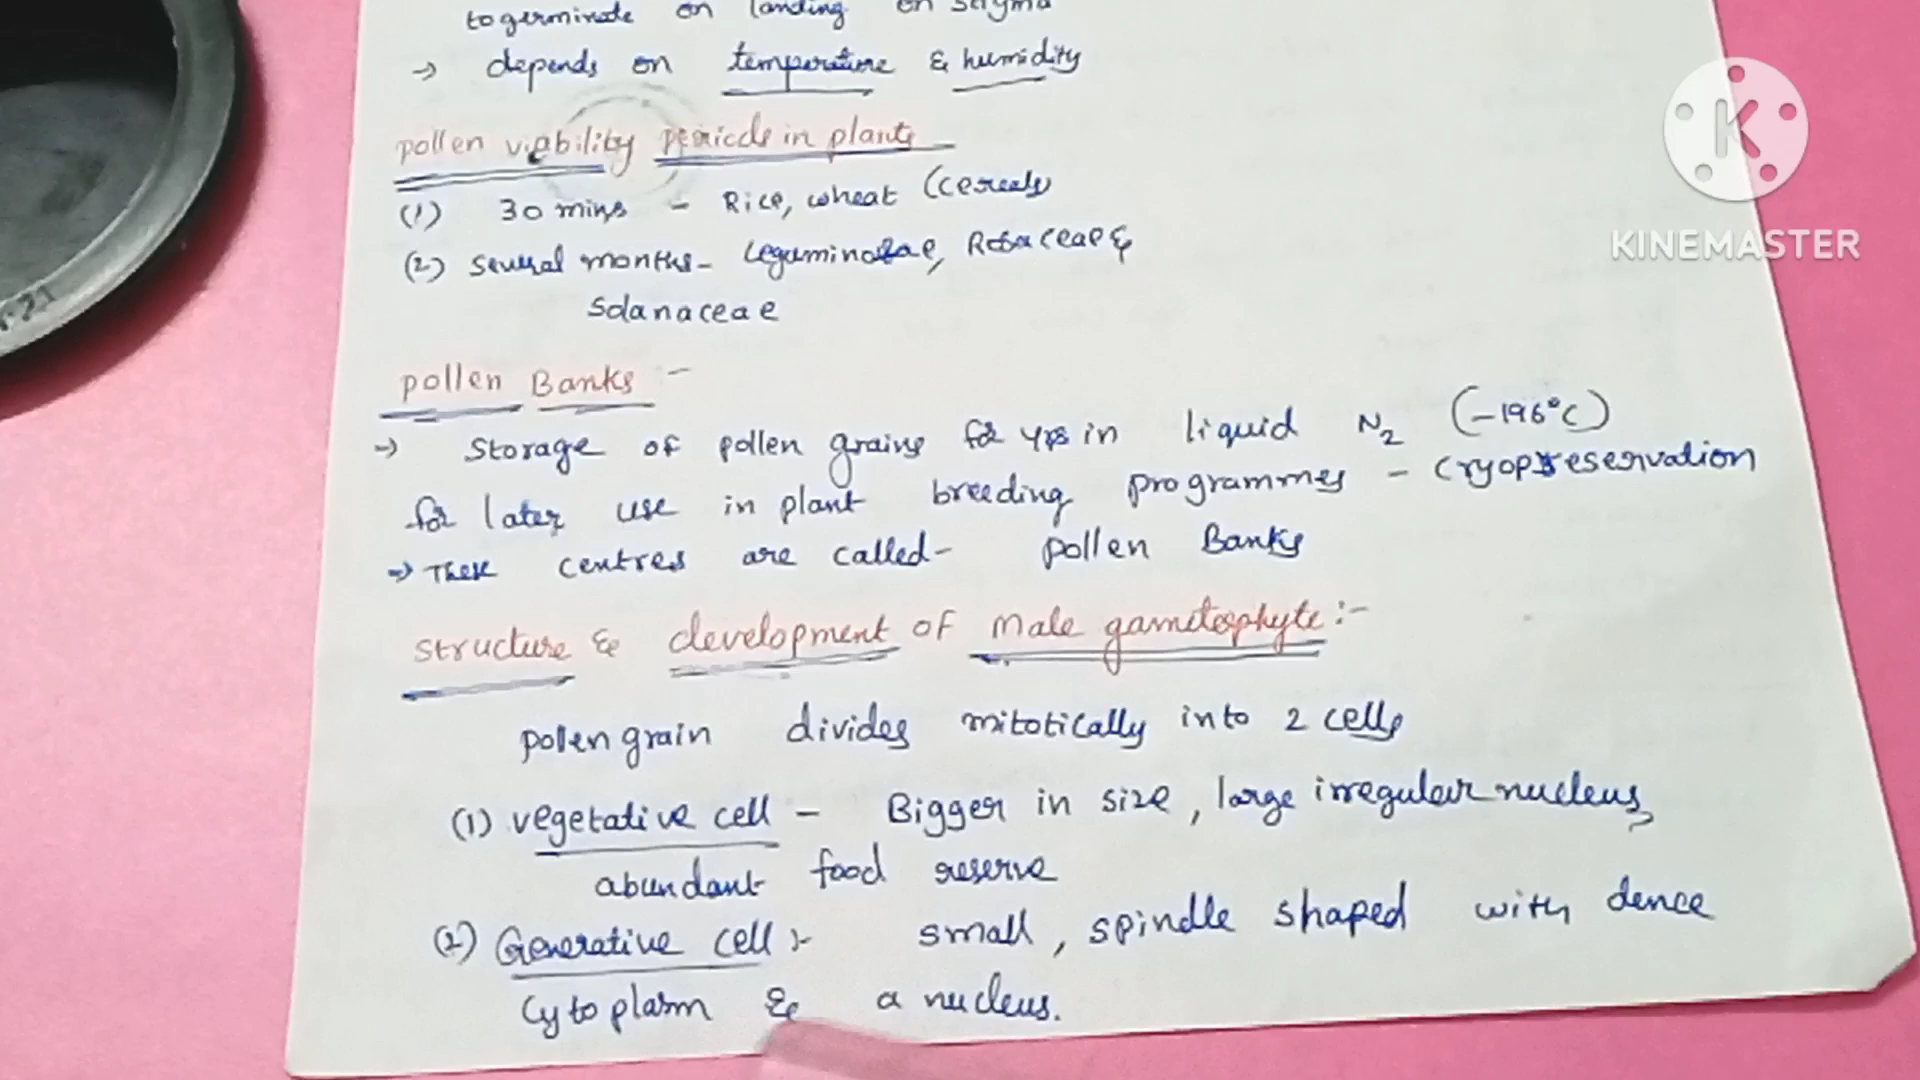 to germinate on landing on stigma
→ depends on temperature & humidity
pollen viability periods in plants
(1) 30 mins - Rice, wheat (cereals)
(2) several months - Leguminosae, Rosaceae &
Solanaceae
pollen Banks :-
→ Storage of pollen grains for yrs in liquid N2 (-196°C)
for later use in plant breeding programmes - Cryopreservation
→ These centres are called - pollen Banks
structure & development of Male gametophyte :-
pollen grain divides mitotically into 2 cells
(1) vegetative cell - Bigger in size, large irregular nucleus,
abundant food reserve
(2) Generative cell :- small, spindle shaped with dence
Cytoplasm & a nucleus.
K
KINEMASTER